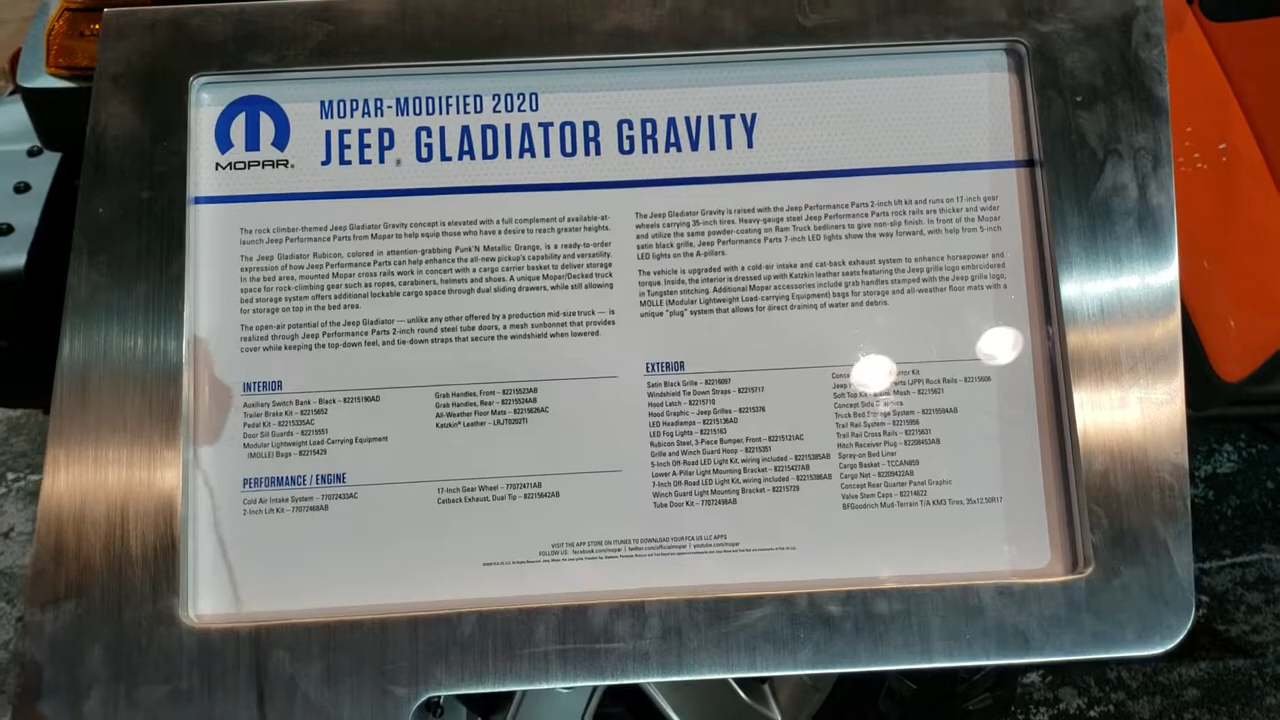 MOPAR®
MOPAR-MODIFIED 2020
JEEP® GLADIATOR GRAVITY
The rock climber-themed Jeep Gladiator Gravity concept is elevated with a full complement of available-at-
launch Jeep Performance Parts from Mopar to help equip those who have a desire to reach greater heights.
The Jeep Gladiator Rubicon, colored in attention-grabbing Punk'N Metallic Orange, is a ready-to-order
expression of how Jeep Performance Parts can help enhance the all-new pickup's capability and versatility.
In the bed area, mounted Mopar cross rails work in concert with a cargo carrier basket to deliver storage
space for rock-climbing gear such as ropes, carabiners, helmets and shoes. A unique Mopar/Decked truck
bed storage system offers additional lockable cargo space through dual sliding drawers, while still allowing
for storage on top in the bed area.
The open-air potential of the Jeep Gladiator — unlike any other offered by a production mid-size truck — is
realized through Jeep Performance Parts 2-inch round steel tube doors, a mesh sunbonnet that provides
cover while keeping the top-down feel, and tie-down straps that secure the windshield when lowered.
The Jeep Gladiator Gravity is raised with the Jeep Performance Parts 2-inch lift kit and runs on 17-inch gear
wheels carrying 35-inch tires. Heavy-gauge steel Jeep Performance Parts rock rails are thicker and wider
and utilize the same powder-coating on Ram Truck bedliners to give non-slip finish. In front of the Mopar
satin black grille, Jeep Performance Parts 7-inch LED lights show the way forward, with help from 5-inch
LED lights on the A-pillars.
The vehicle is upgraded with a cold-air intake and cat-back exhaust system to enhance horsepower and
torque. Inside, the interior is dressed up with Katzkin leather seats featuring the Jeep grille logo embroidered
in Tungsten stitching. Additional Mopar accessories include grab handles stamped with the Jeep grille logo,
MOLLE (Modular Lightweight Load-carrying Equipment) bags for storage and all-weather floor mats with a
unique "plug" system that allows for direct draining of water and debris.
INTERIOR
Auxiliary Switch Bank – Black – 82215190AD
Trailer Brake Kit – 82215652
Pedal Kit – 82215335AC
Door Sill Guards – 82215551
Modular Lightweight Load-Carrying Equipment
(MOLLE) Bags – 82215429
Grab Handles, Front – 82215523AB
Grab Handles, Rear – 82215524AB
All-Weather Floor Mats – 82215626AC
Katzkin® Leather – LRJT0202TI
PERFORMANCE / ENGINE
Cold Air Intake System – 77072433AC
2-Inch Lift Kit – 77072468AB
17-Inch Gear Wheel – 77072471AB
Catback Exhaust, Dual Tip – 82215642AB
EXTERIOR
Satin Black Grille – 82216097
Windshield Tie Down Straps – 82215717
Hood Latch – 82215710
Hood Graphic – Jeep Grilles – 82215376
LED Headlamps – 82215136AD
LED Fog Lights – 82215163
Rubicon Steel, 3-Piece Bumper, Front – 82215121AC
Grille and Winch Guard Hoop – 82215351
5-Inch Off-Road LED Light Kit, wiring included – 82215385AB
Lower A-Pillar Light Mounting Bracket – 82215427AB
7-Inch Off-Road LED Light Kit, wiring included – 82215386AB
Winch Guard Light Mounting Bracket – 82215729
Tube Door Kit – 77072498AB
rror Kit
Jeep rts (JPP) Rock Rails – 82215606
Soft Top Kit Mesh – 82215621
Concept Side Graphics
Truck Bed Storage System – 82215594AB
Trail Rail System – 82215956
Trail Rail Cross Rails – 82215631
Hitch Receiver Plug – 82208453AB
Spray-on Bed Liner
Cargo Basket – TCCAN859
Cargo Net – 82209422AB
Concept Rear Quarter Panel Graphic
Valve Stem Caps – 82214622
BFGoodrich Mud-Terrain T/A KM3 Tires, 35x12.50R17
VISIT THE APP STORE ON ITUNES TO DOWNLOAD YOUR FCA US LLC APPS
FOLLOW US: facebook.com/mopar | twitter.com/officialmopar | youtube.com/mopar